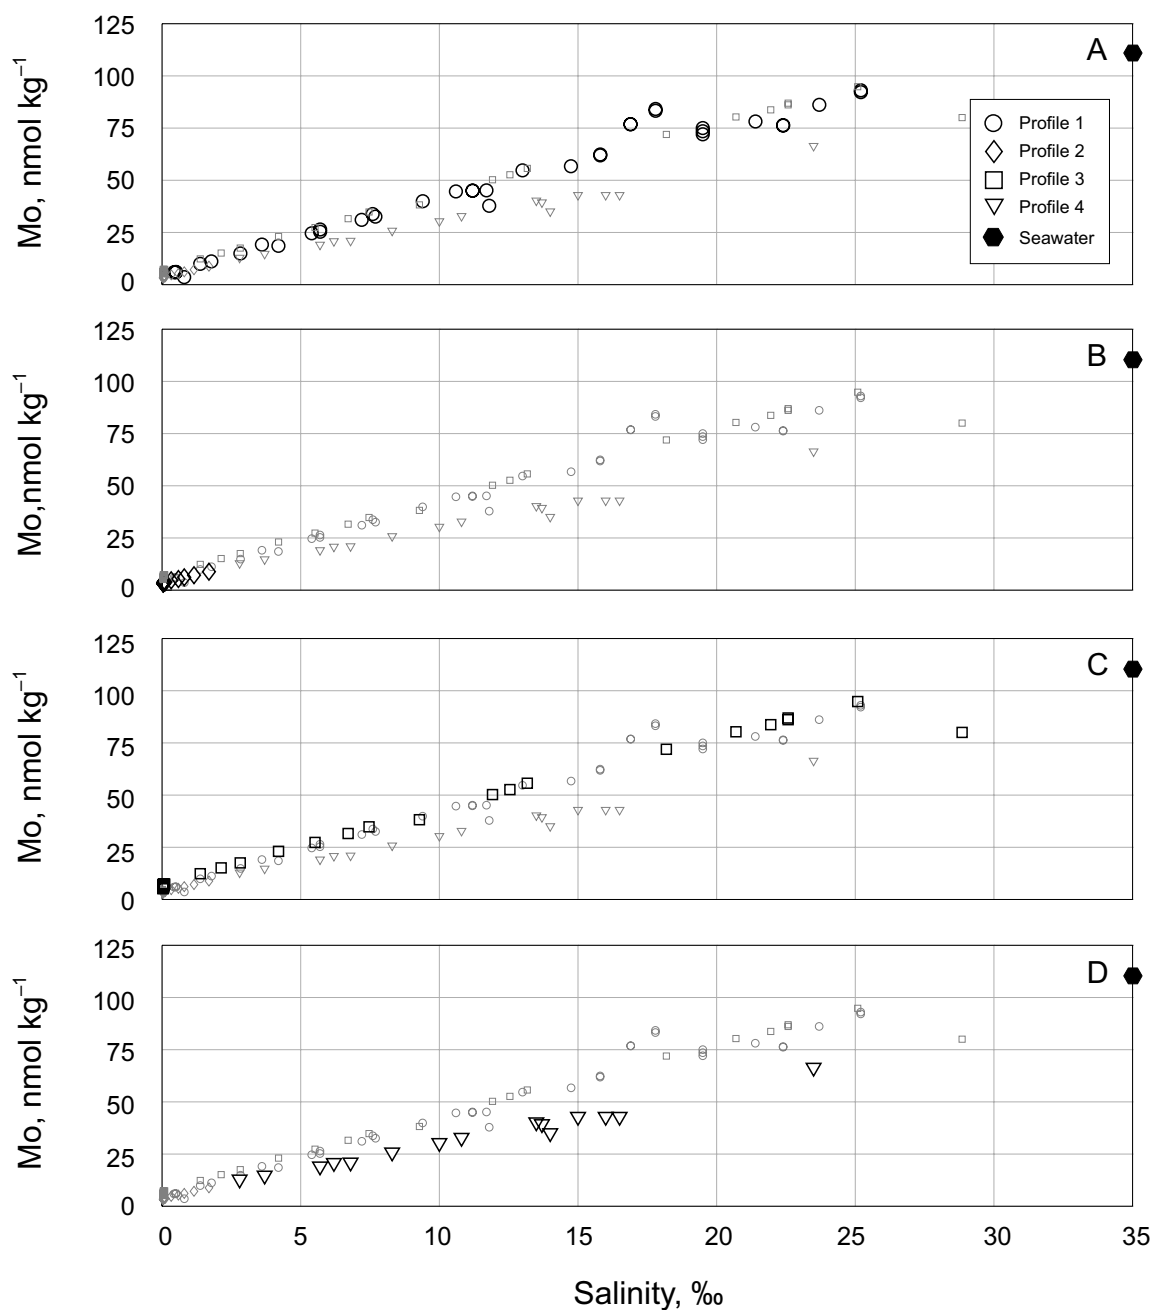 125
100
75
50
25
0
Mo, nmol kg⁻¹
A
Profile 1
Profile 2
Profile 3
Profile 4
Seawater
125
100
75
50
25
0
Mo,nmol kg⁻¹
B
125
100
75
50
25
0
Mo, nmol kg⁻¹
C
125
100
75
50
25
0
Mo, nmol kg⁻¹
D
0 5 10 15 20 25 30 35
Salinity, ‰